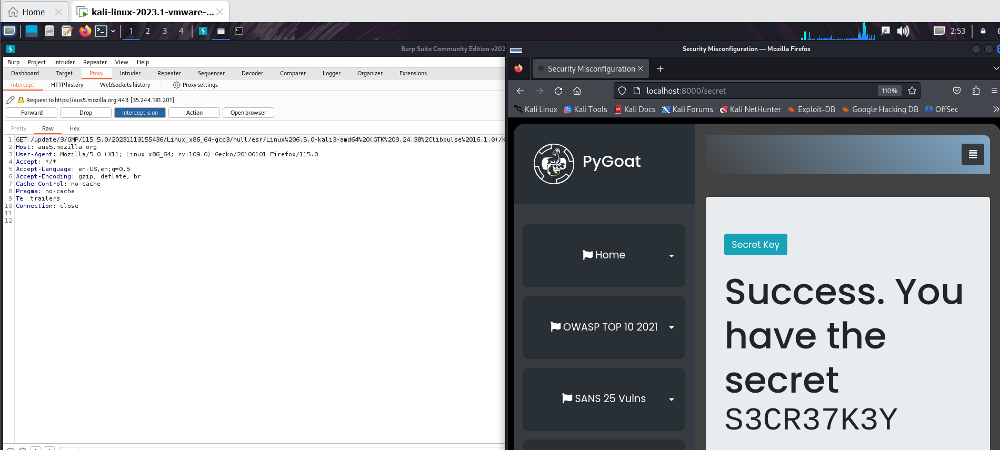 Home
kali-linux-2023.1-vmware-...
1 2 3 4
2:53
Burp Suite Community Edition v202
Burp Project Intruder Repeater View Help
Dashboard Target Proxy Intruder Repeater Sequencer Decoder Comparer Logger Organizer Extensions
Intercept HTTP history WebSockets history Proxy settings
Request to https://aus5.mozilla.org:443 [35.244.181.201]
Forward Drop Intercept is on Action Open browser
Pretty Raw Hex
1 GET /update/3/GMP/115.5.0/20231113155436/Linux_x86_64-gcc3/null/esr/Linux%206.5.0-kali3-amd64%20(GTK%203.24.38%2Clibpulse%2016.1.0)/K
2 Host: aus5.mozilla.org
3 User-Agent: Mozilla/5.0 (X11; Linux x86_64; rv:109.0) Gecko/20100101 Firefox/115.0
4 Accept: */*
5 Accept-Language: en-US,en;q=0.5
6 Accept-Encoding: gzip, deflate, br
7 Cache-Control: no-cache
8 Pragma: no-cache
9 Te: trailers
10 Connection: close
11
12
Security Misconfiguration — Mozilla Firefox
Security Misconfiguration
localhost:8000/secret 110%
Kali Linux Kali Tools Kali Docs Kali Forums Kali NetHunter Exploit-DB Google Hacking DB OffSec
PyGoat
Home
OWASP TOP 10 2021
SANS 25 Vulns
Secret Key
Success. You
have the
secret
S3CR37K3Y